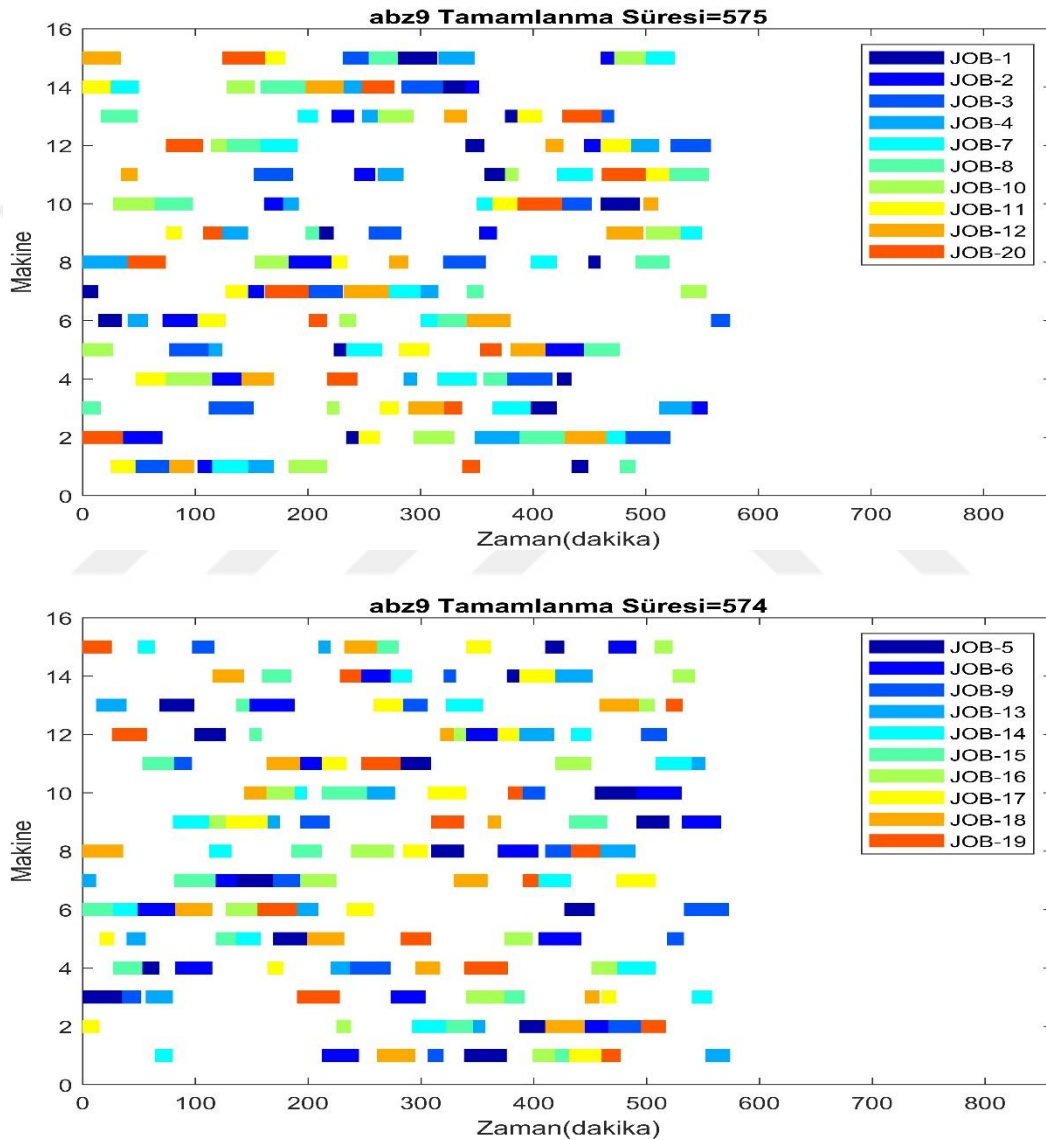 abz9 Tamamlanma Süresi=575
16
14
12
10
8
6
4
2
0
Makine
0 100 200 300 400 500 600 700 800
Zaman(dakika)
JOB-1
JOB-2
JOB-3
JOB-4
JOB-7
JOB-8
JOB-10
JOB-11
JOB-12
JOB-20
abz9 Tamamlanma Süresi=574
16
14
12
10
8
6
4
2
0
Makine
0 100 200 300 400 500 600 700 800
Zaman(dakika)
JOB-5
JOB-6
JOB-9
JOB-13
JOB-14
JOB-15
JOB-16
JOB-17
JOB-18
JOB-19